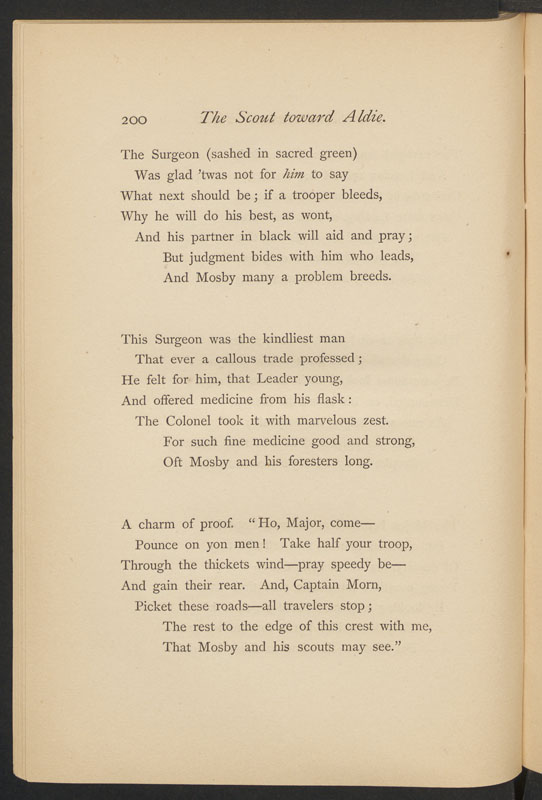 200 The Scout toward Aldie.
The Surgeon (sashed in sacred green)
Was glad ’twas not for him to say
What next should be; if a trooper bleeds,
Why he will do his best, as wont,
And his partner in black will aid and pray;
But judgment bides with him who leads,
And Mosby many a problem breeds.
This Surgeon was the kindliest man
That ever a callous trade professed;
He felt for him, that Leader young,
And offered medicine from his flask:
The Colonel took it with marvelous zest.
For such fine medicine good and strong,
Oft Mosby and his foresters long.
A charm of proof. “Ho, Major, come—
Pounce on yon men! Take half your troop,
Through the thickets wind—pray speedy be—
And gain their rear. And, Captain Morn,
Picket these roads—all travelers stop;
The rest to the edge of this crest with me,
That Mosby and his scouts may see.”